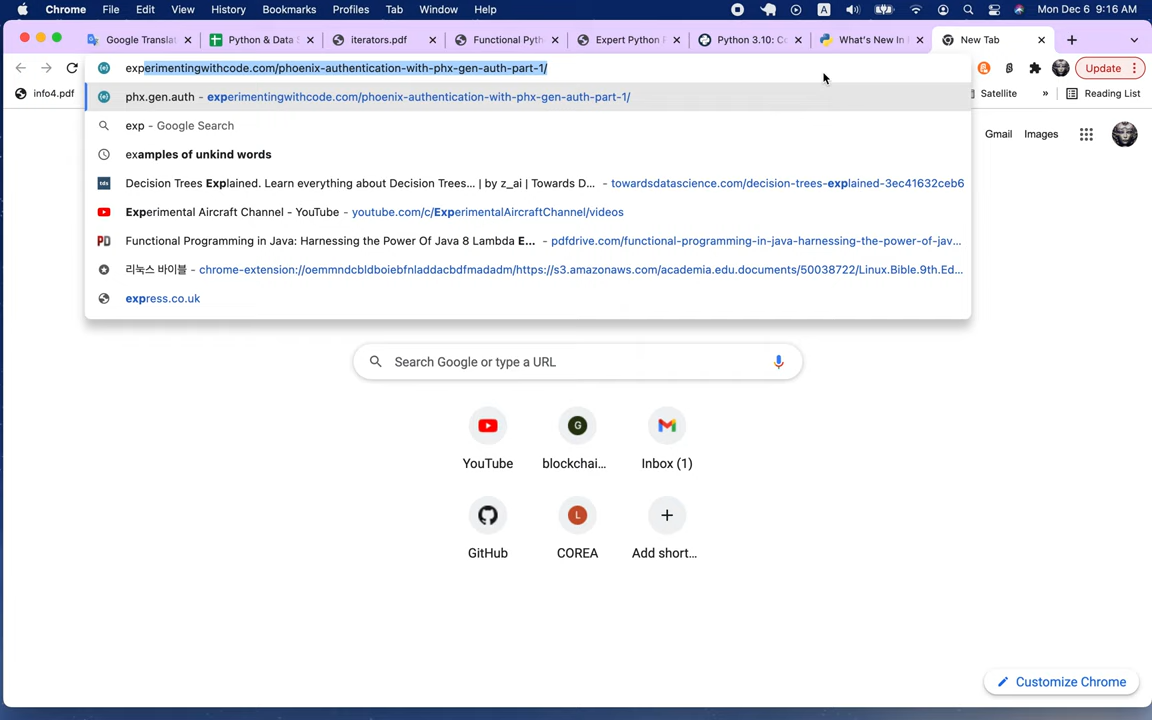 Chrome File Edit View History Bookmarks Profiles Tab Window Help A Mon Dec 6 9:16 AM
Google Translat Python & Data iterators.pdf Functional Pyth Expert Python P Python 3.10: C What's New In New Tab
experimentingwithcode.com/phoenix-authentication-with-phx-gen-auth-part-1/ Update
info4.pdf Satellite » Reading List
phx.gen.auth - experimentingwithcode.com/phoenix-authentication-with-phx-gen-auth-part-1/
exp - Google Search
Gmail Images
examples of unkind words
Decision Trees Explained. Learn everything about Decision Trees... | by z_ai | Towards D... - towardsdatascience.com/decision-trees-explained-3ec41632ceb6
Experimental Aircraft Channel - YouTube - youtube.com/c/ExperimentalAircraftChannel/videos
Functional Programming in Java: Harnessing the Power Of Java 8 Lambda E... - pdfdrive.com/functional-programming-in-java-harnessing-the-power-of-jav...
리눅스 바이블 - chrome-extension://oemmndcbldboiebfnladdacbdfmadadm/https://s3.amazonaws.com/academia.edu.documents/50038722/Linux.Bible.9th.Ed...
express.co.uk
Search Google or type a URL
YouTube blockchai... Inbox (1)
GitHub COREA Add short...
Customize Chrome